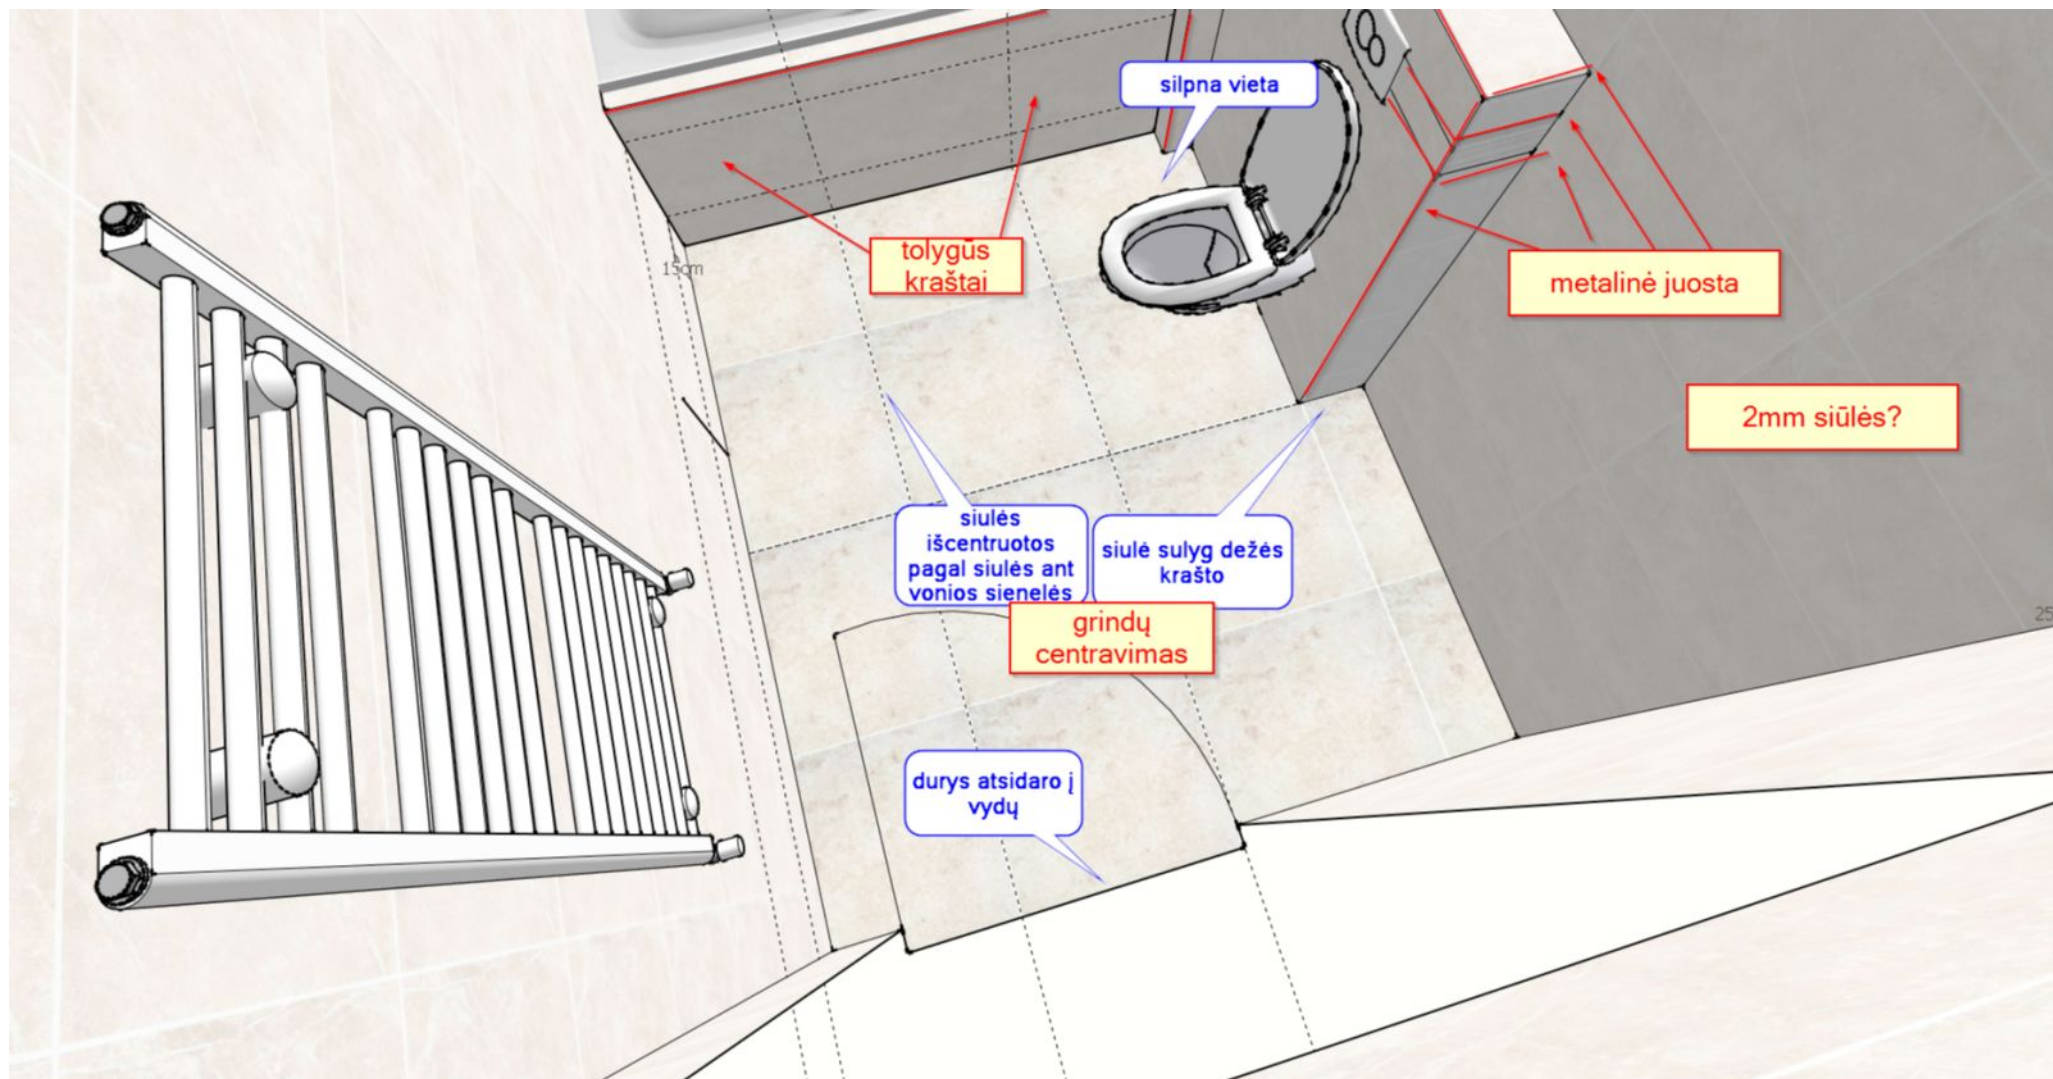 silpna vieta
tolygūs
kraštai
15cm
metalinė juosta
2mm siūlės?
siulės
išcentruotos
pagal siulės ant
vonios sienelės
siulė sulyg dežės
krašto
grindų
centravimas
25
durys atsidaro į
vydų